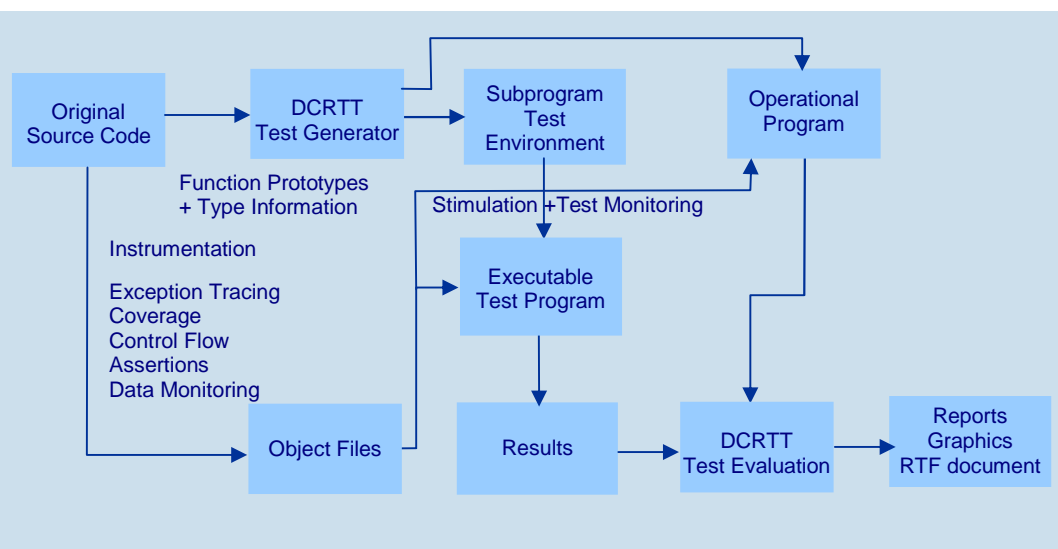 Original
Source Code
DCRTT
Test Generator
Subprogram
Test
Environment
Operational
Program
Function Prototypes
+ Type Information
Stimulation +Test Monitoring
Instrumentation
Exception Tracing
Coverage
Control Flow
Assertions
Data Monitoring
Executable
Test Program
Object Files
Results
DCRTT
Test Evaluation
Reports
Graphics
RTF document